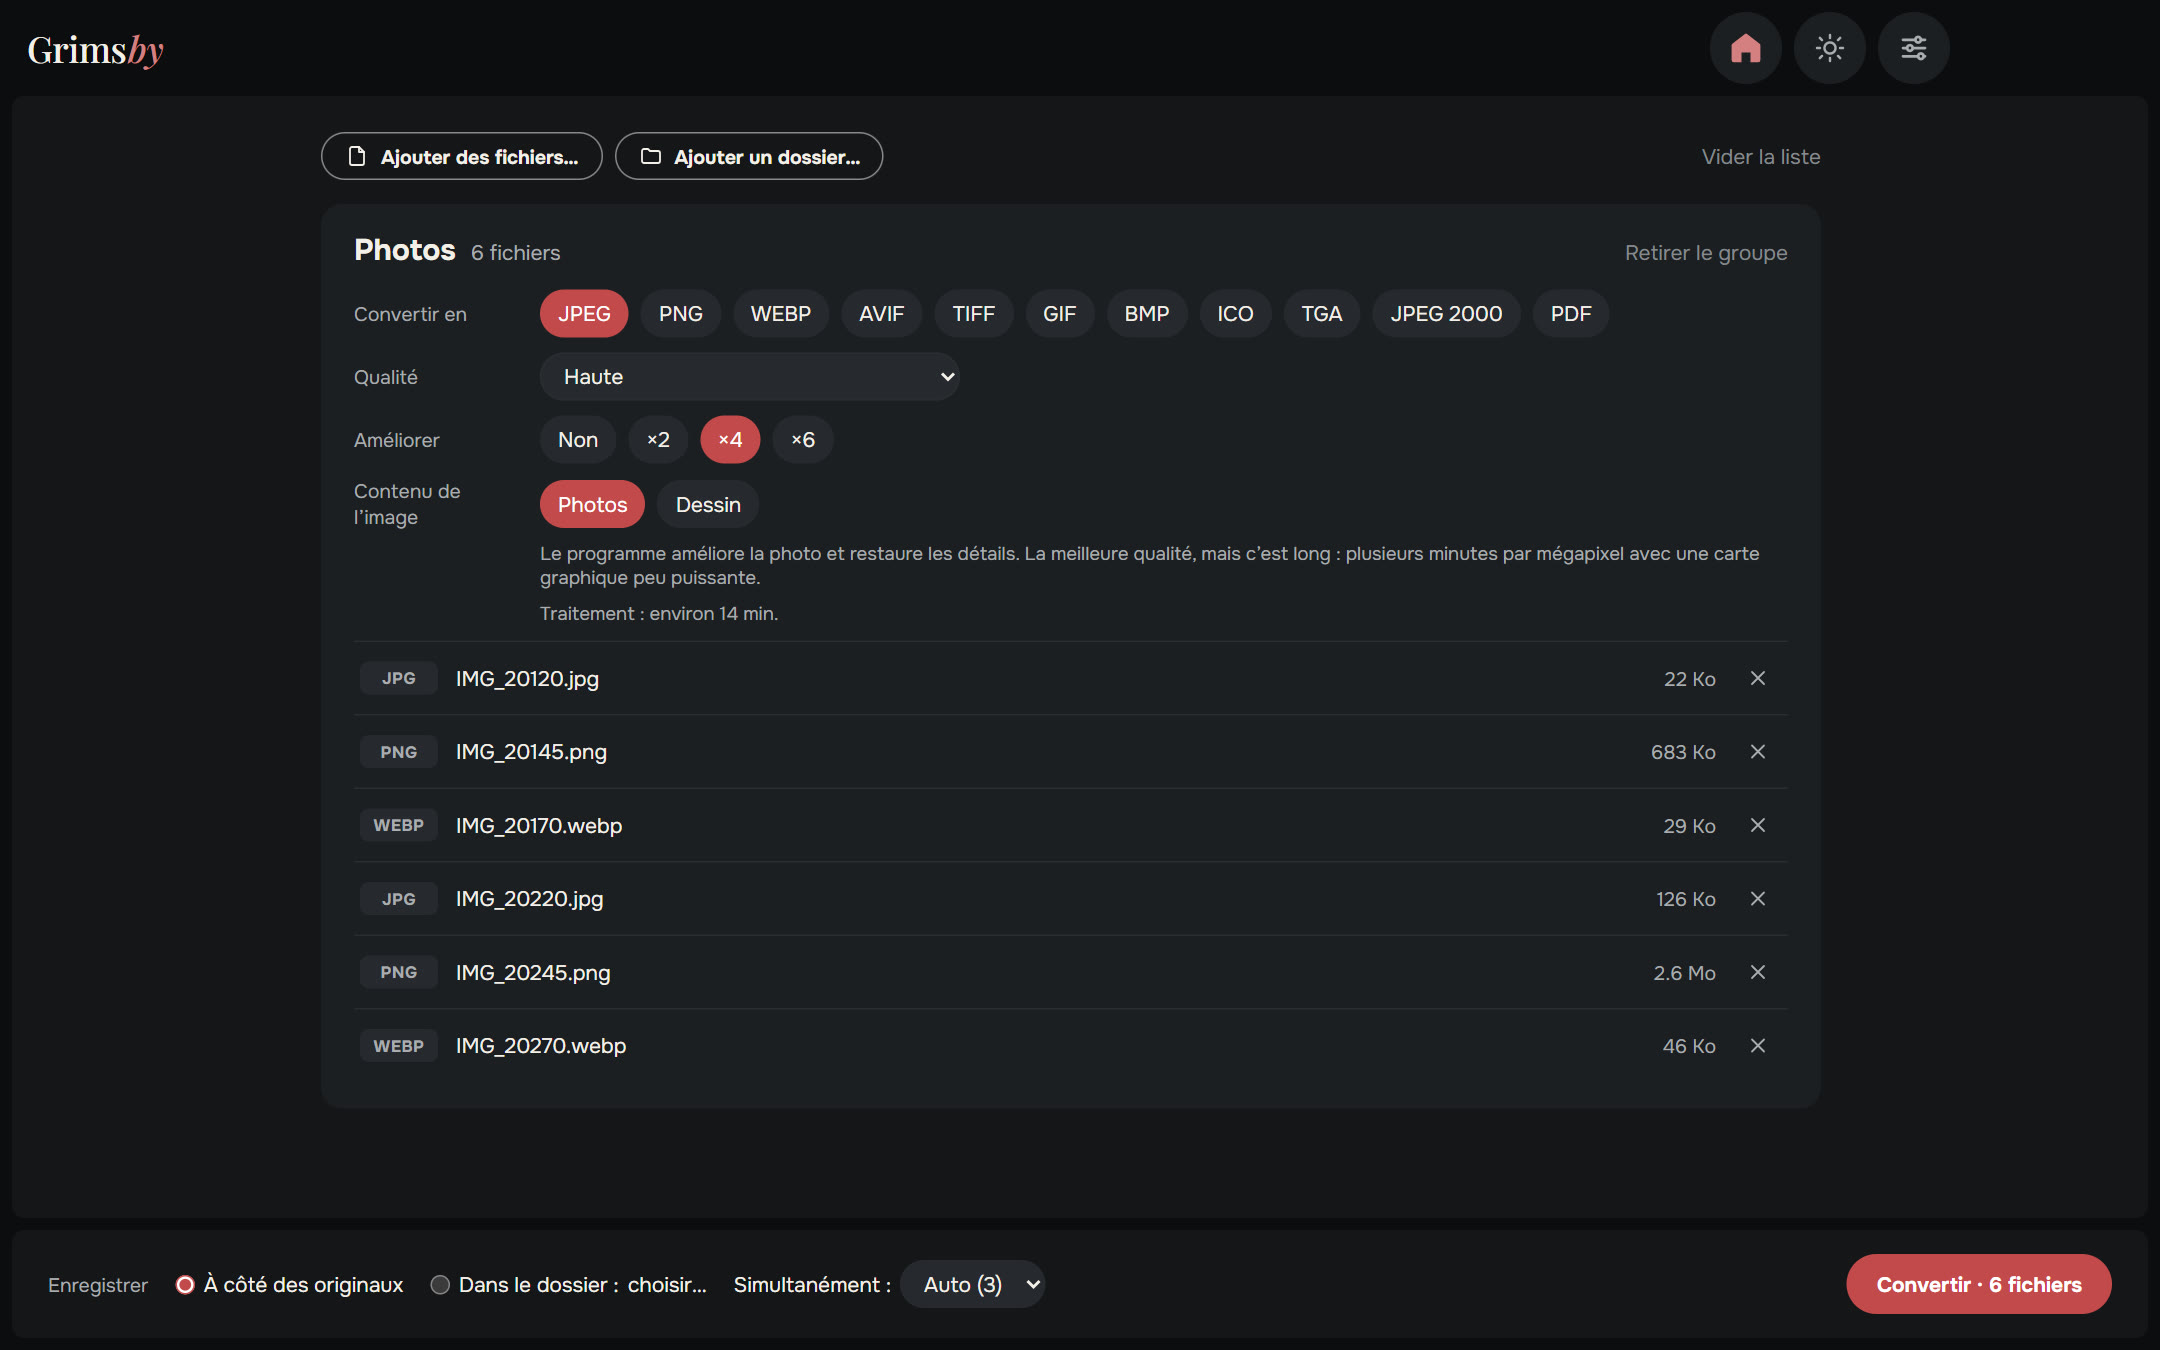 Grimsby
Ajouter des fichiers...
Ajouter un dossier...
Vider la liste
Photos 6 fichiers
Retirer le groupe
Convertir en
JPEG PNG WEBP AVIF TIFF GIF BMP ICO TGA JPEG 2000 PDF
Qualité
Haute
Améliorer
Non ×2 ×4 ×6
Contenu de
l’image
Photos Dessin
Le programme améliore la photo et restaure les détails. La meilleure qualité, mais c’est long : plusieurs minutes par mégapixel avec une carte
graphique peu puissante.
Traitement : environ 14 min.
JPG IMG_20120.jpg 22 Ko
PNG IMG_20145.png 683 Ko
WEBP IMG_20170.webp 29 Ko
JPG IMG_20220.jpg 126 Ko
PNG IMG_20245.png 2.6 Mo
WEBP IMG_20270.webp 46 Ko
Enregistrer À côté des originaux Dans le dossier : choisir... Simultanément : Auto (3)
Convertir · 6 fichiers